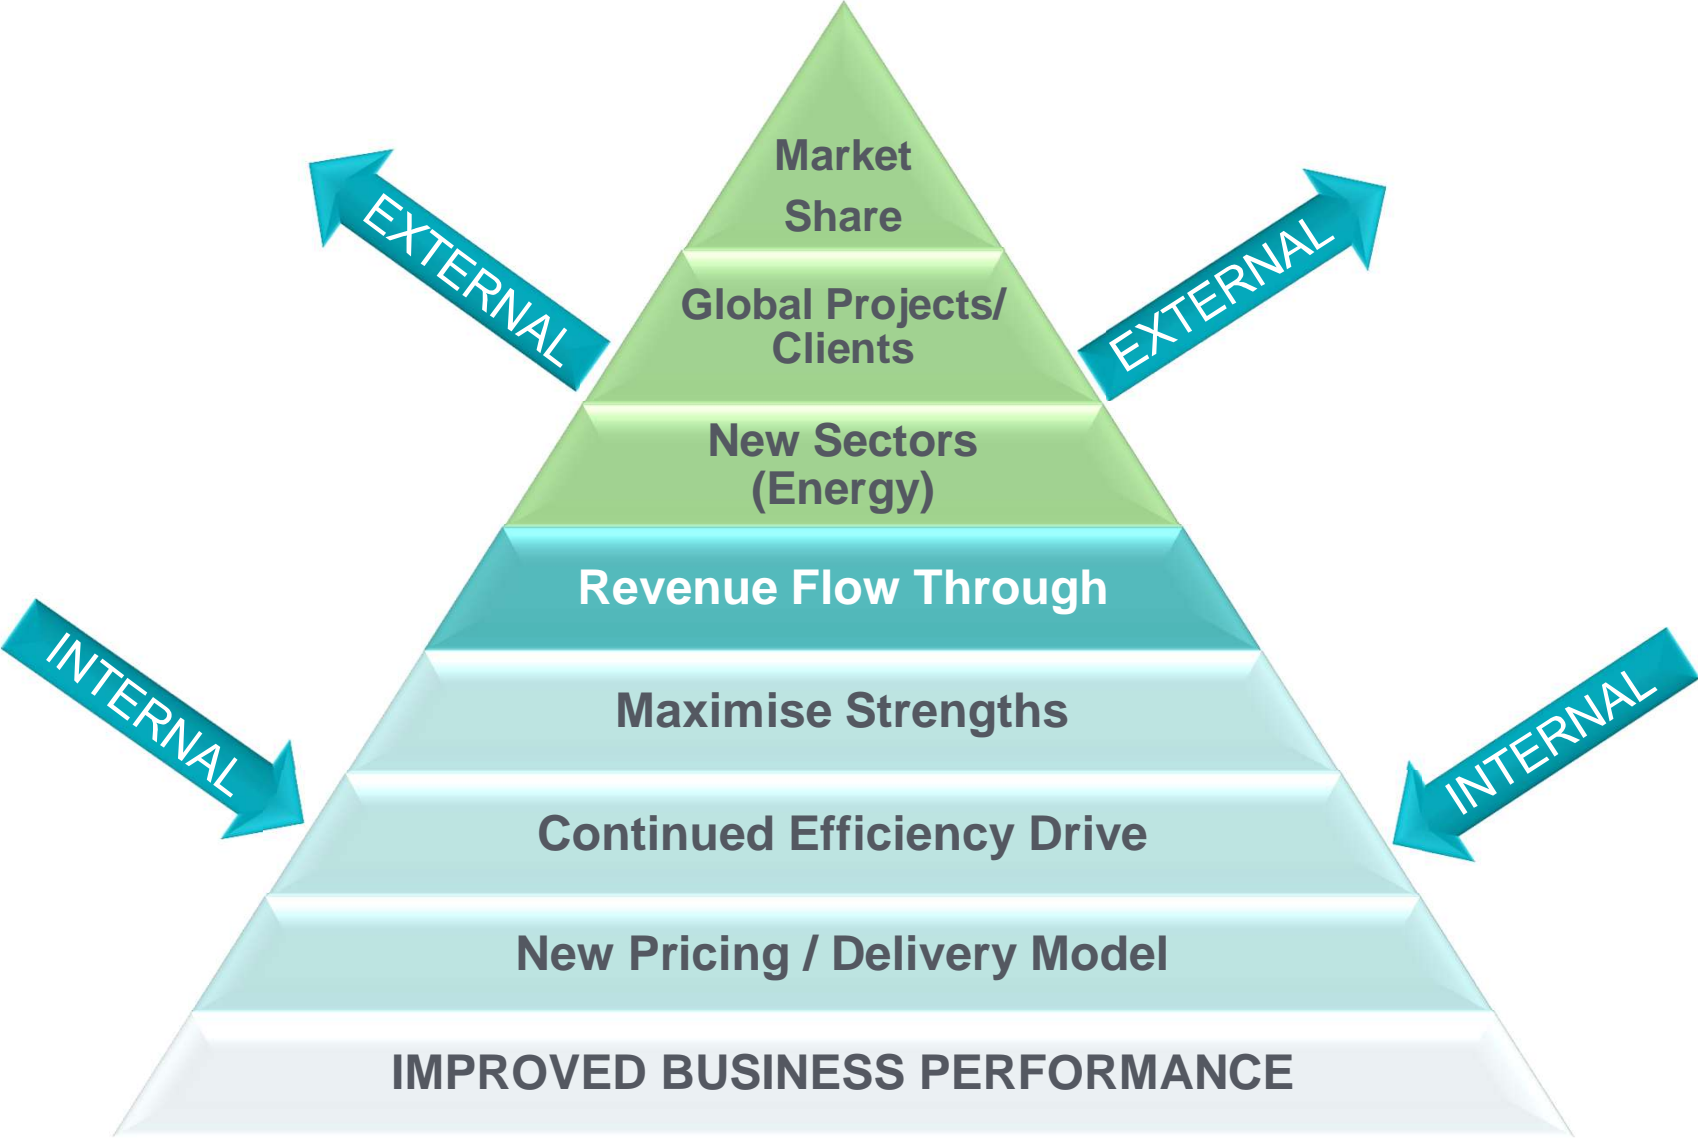 Market
Share
EXTERNAL
EXTERNAL
Global Projects/
Clients
New Sectors
(Energy)
Revenue Flow Through
INTERNAL
INTERNAL
Maximise Strengths
Continued Efficiency Drive
New Pricing / Delivery Model
IMPROVED BUSINESS PERFORMANCE